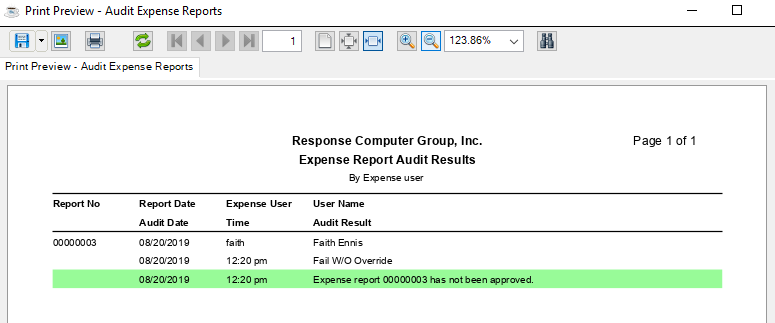 Print Preview - Audit Expense Reports
1
123.86%
Print Preview - Audit Expense Reports
Response Computer Group, Inc. Page 1 of 1
Expense Report Audit Results
By Expense user
Report No Report Date Expense User User Name
Audit Date Time Audit Result
00000003 08/20/2019 faith Faith Ennis
08/20/2019 12:20 pm Fail W/O Override
08/20/2019 12:20 pm Expense report 00000003 has not been approved.